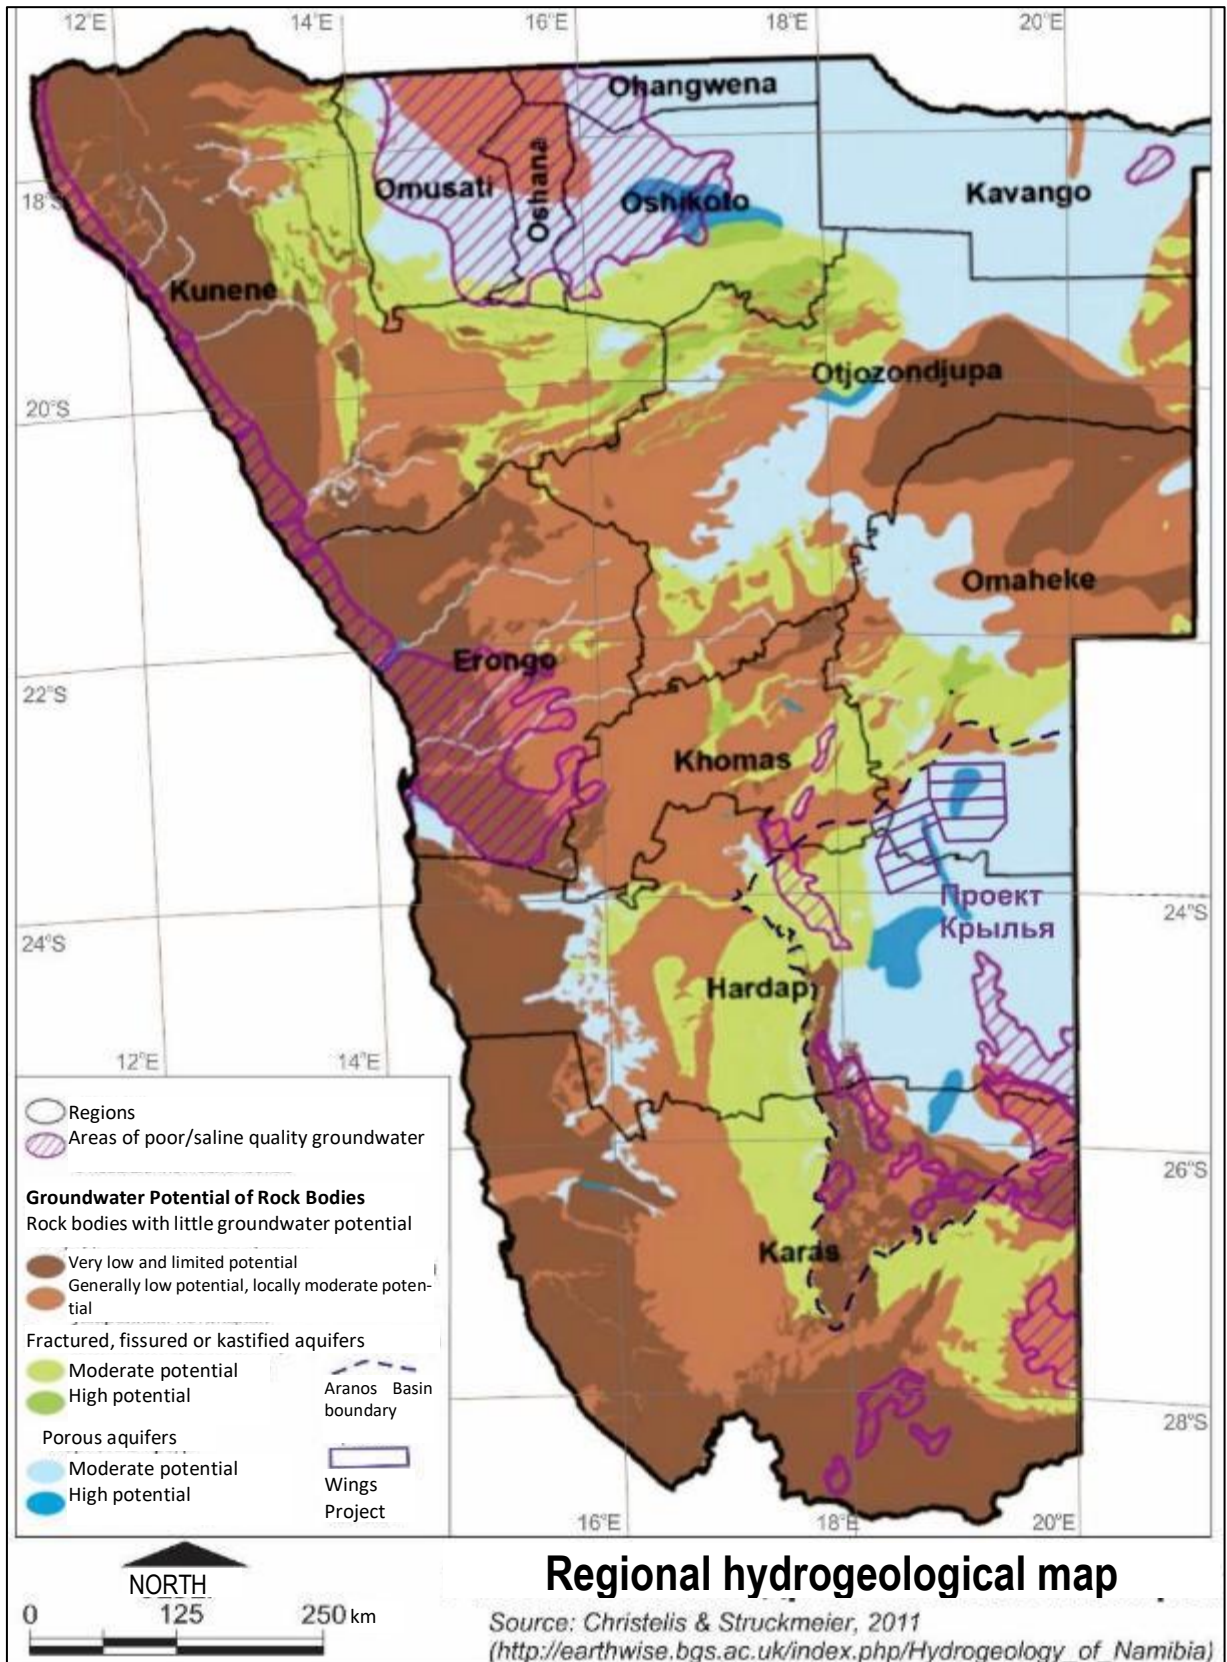 12°E 14°E 16°E 18°E 20°E
Ohangwena
Omusati
Oshana
Oshikoto
Kavango
18°S
Kunene
Otjozondjupa
20°S
Omaheke
Erongo
22°S
Khomas
Проект
Крылья
24°S
24°S
Hardap
12°E 14°E
26°S
Karas
28°S
16°E 18°E 20°E
Regions
Areas of poor/saline quality groundwater
Groundwater Potential of Rock Bodies
Rock bodies with little groundwater potential
Very low and limited potential
Generally low potential, locally moderate poten-
tial
Fractured, fissured or kastified aquifers
Moderate potential
High potential
Aranos Basin
boundary
Porous aquifers
Moderate potential
High potential
Wings
Project
NORTH
0 125 250 km
Regional hydrogeological map
Source: Christelis & Struckmeier, 2011
(http://earthwise.bgs.ac.uk/index.php/Hydrogeology_of_Namibia)